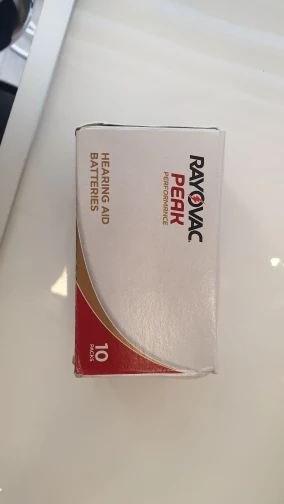 RAYOVAC
PEAK
PERFORMANCE
HEARING AID
BATTERIES
10
PACKS